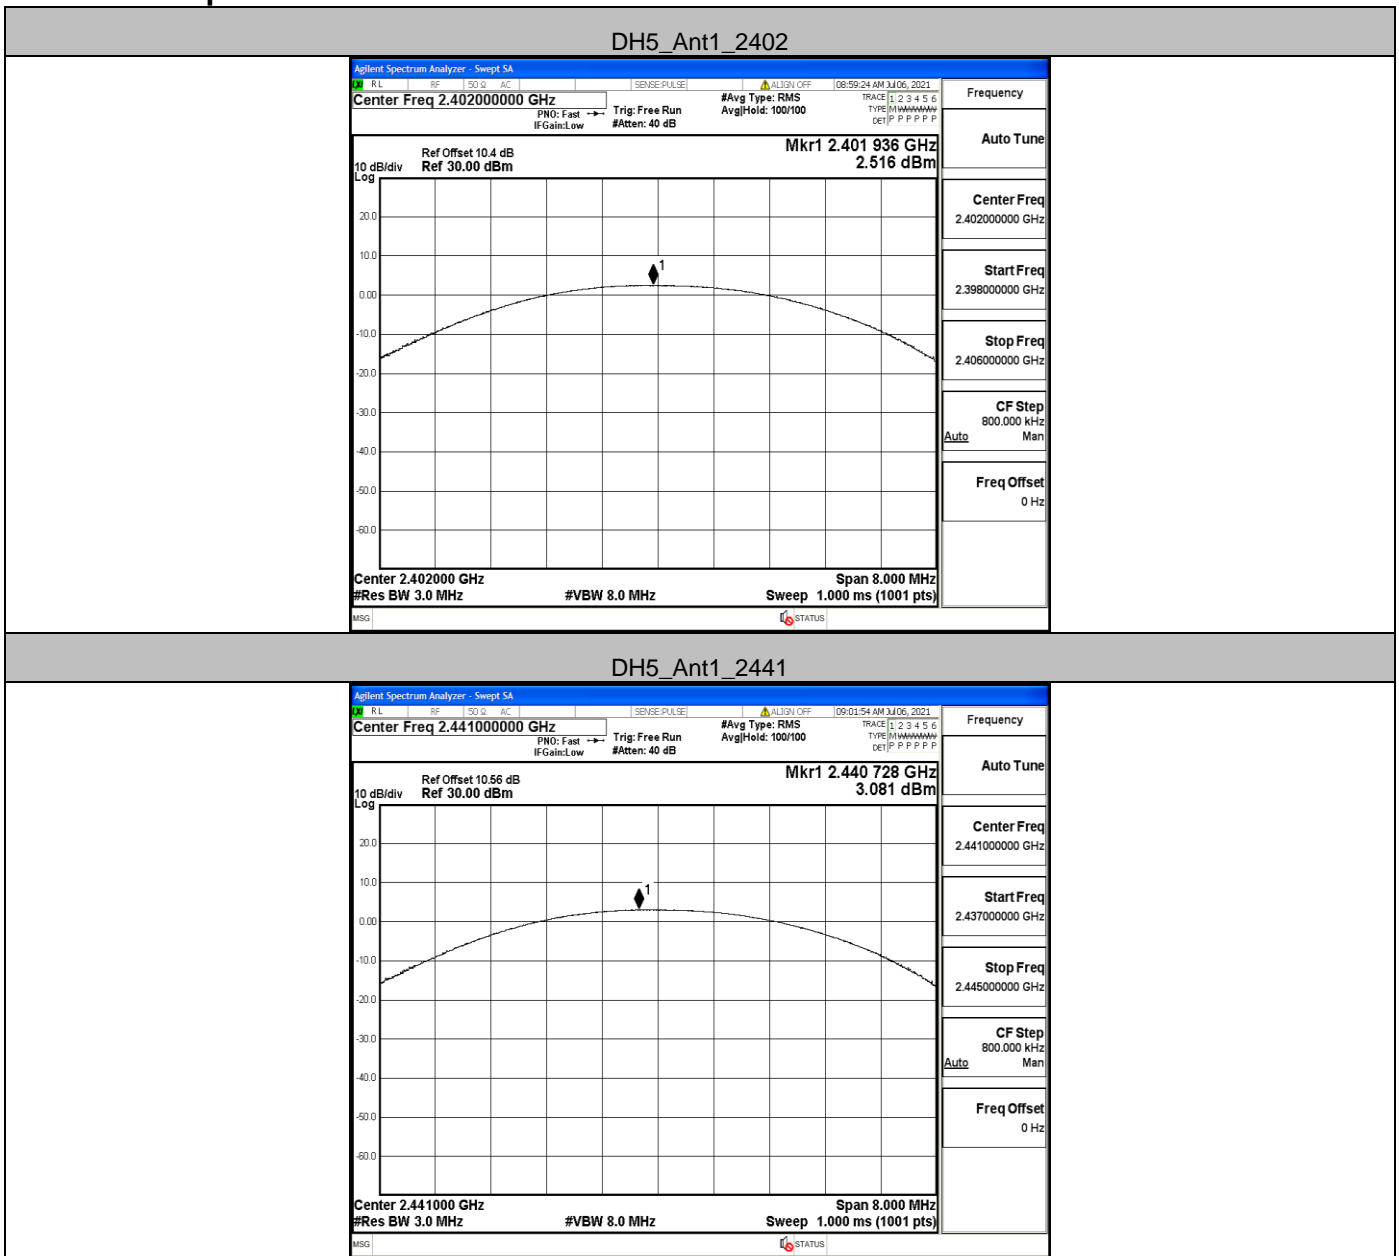 DH5_Ant1_2402
Agilent Spectrum Analyzer - Swept SA
RL RF 50 Ω AC SENSE:PULSE ALIGN OFF 08:59:24 AM Jul 06, 2021
Center Freq 2.402000000 GHz
PNO: Fast
IFGain:Low
Trig: Free Run
#Atten: 40 dB
#Avg Type: RMS
Avg|Hold: 100/100
TRACE 1 2 3 4 5 6
TYPE M WWWWW
DET P P P P P P
Frequency
Auto Tune
Center Freq
2.402000000 GHz
Start Freq
2.398000000 GHz
Stop Freq
2.406000000 GHz
CF Step
800.000 kHz
Auto Man
Freq Offset
0 Hz
Ref Offset 10.4 dB
10 dB/div Ref 30.00 dBm
Log
Mkr1 2.401 936 GHz
2.516 dBm
1
20.0
10.0
0.00
-10.0
-20.0
-30.0
-40.0
-50.0
-60.0
Center 2.402000 GHz Span 8.000 MHz
#Res BW 3.0 MHz #VBW 8.0 MHz Sweep 1.000 ms (1001 pts)
MSG STATUS
DH5_Ant1_2441
Agilent Spectrum Analyzer - Swept SA
RL RF 50 Ω AC SENSE:PULSE ALIGN OFF 09:01:54 AM Jul 06, 2021
Center Freq 2.441000000 GHz
PNO: Fast
IFGain:Low
Trig: Free Run
#Atten: 40 dB
#Avg Type: RMS
Avg|Hold: 100/100
TRACE 1 2 3 4 5 6
TYPE M WWWWW
DET P P P P P P
Frequency
Auto Tune
Center Freq
2.441000000 GHz
Start Freq
2.437000000 GHz
Stop Freq
2.445000000 GHz
CF Step
800.000 kHz
Auto Man
Freq Offset
0 Hz
Ref Offset 10.56 dB
10 dB/div Ref 30.00 dBm
Log
Mkr1 2.440 728 GHz
3.081 dBm
1
20.0
10.0
0.00
-10.0
-20.0
-30.0
-40.0
-50.0
-60.0
Center 2.441000 GHz Span 8.000 MHz
#Res BW 3.0 MHz #VBW 8.0 MHz Sweep 1.000 ms (1001 pts)
MSG STATUS